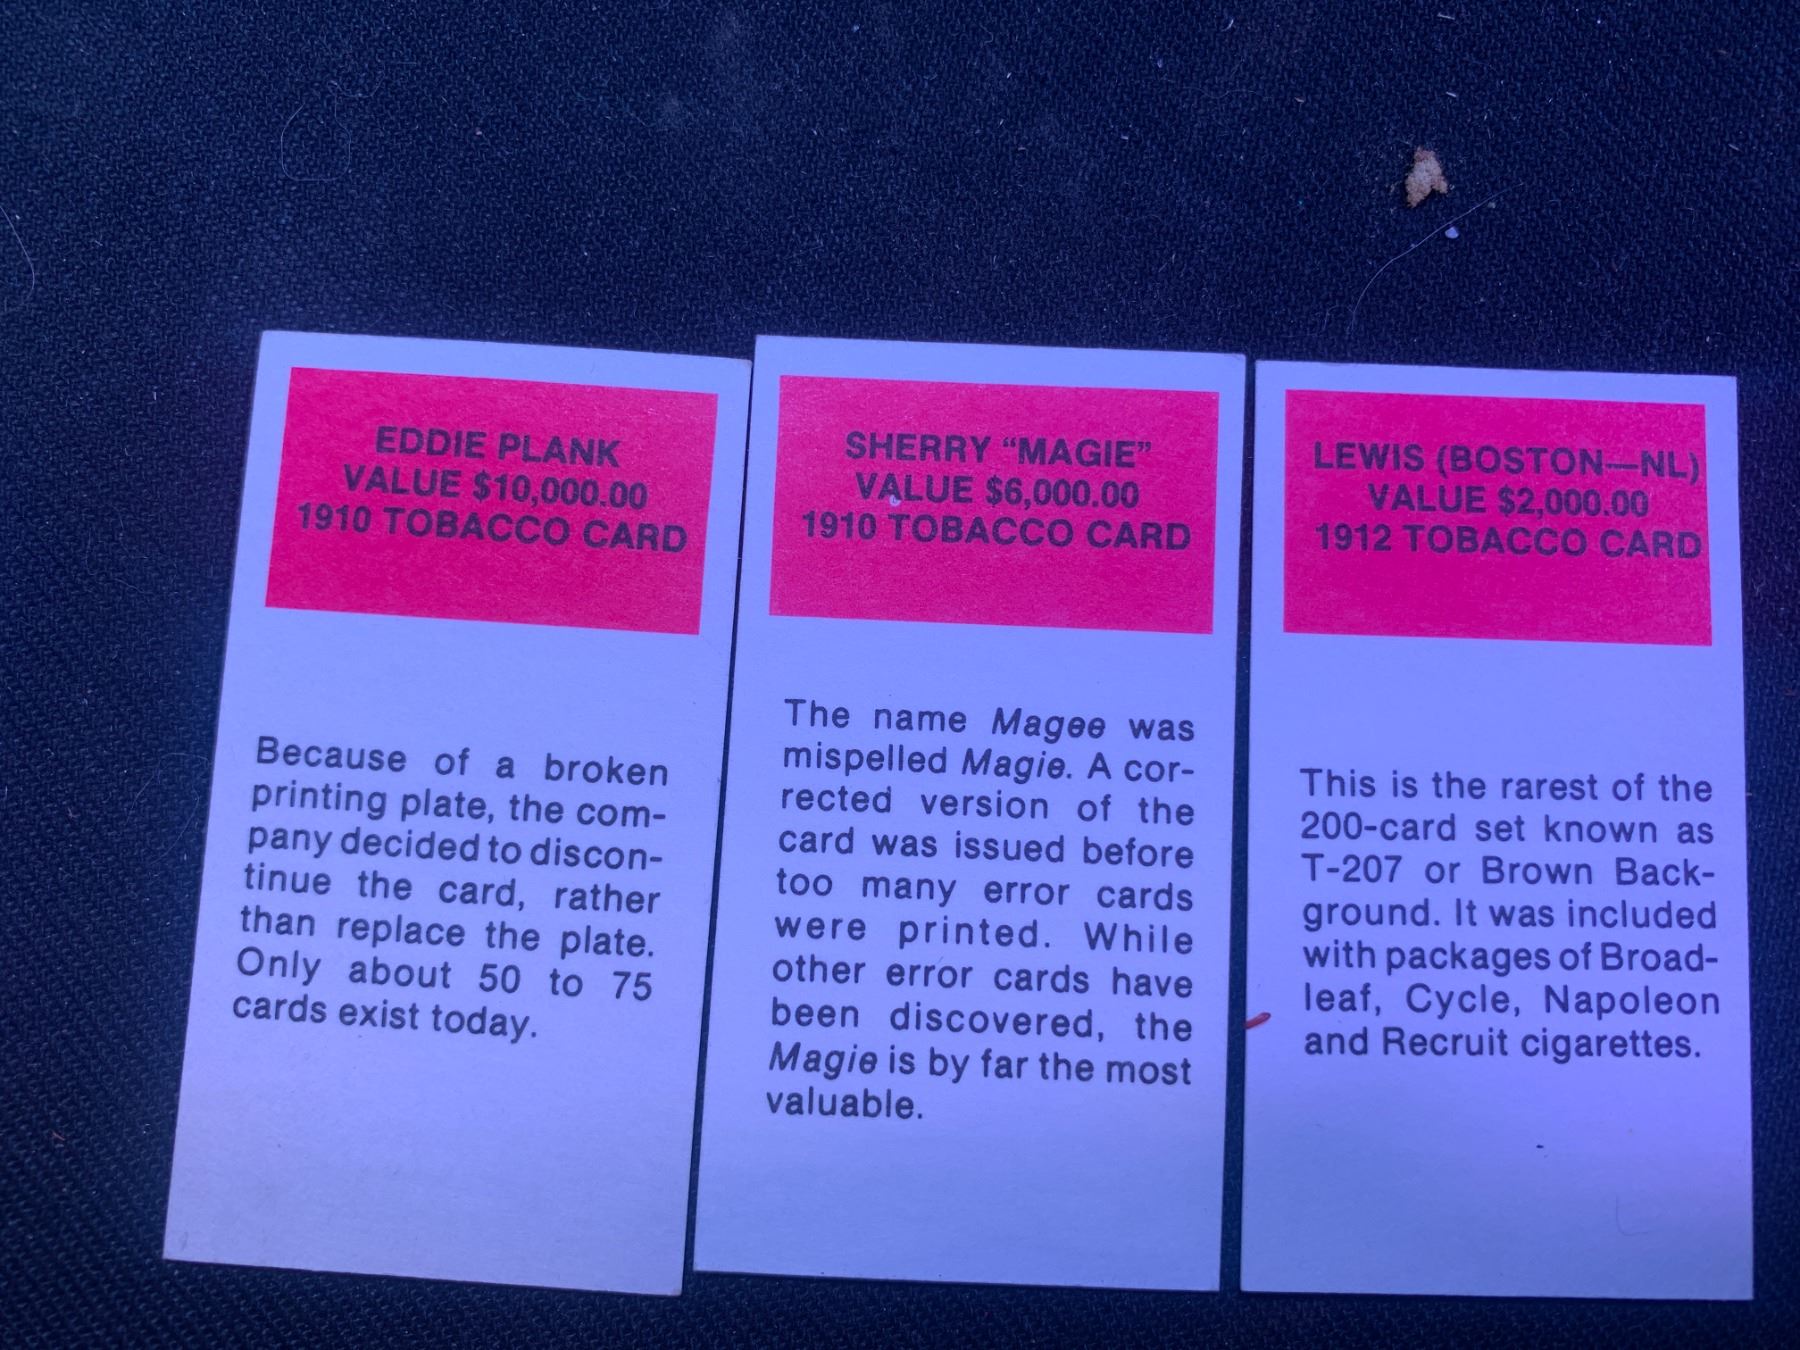 EDDIE PLANK
VALUE $10,000.00
1910 TOBACCO CARD
Because of a broken
printing plate, the com-
pany decided to discon-
tinue the card, rather
than replace the plate.
Only about 50 to 75
cards exist today.
SHERRY “MAGIE”
VALUE $6,000.00
1910 TOBACCO CARD
The name Magee was
mispelled Magie. A cor-
rected version of the
card was issued before
too many error cards
were printed. While
other error cards have
been discovered, the
Magie is by far the most
valuable.
LEWIS (BOSTON—NL)
VALUE $2,000.00
1912 TOBACCO CARD
This is the rarest of the
200-card set known as
T-207 or Brown Back-
ground. It was included
with packages of Broad-
leaf, Cycle, Napoleon
and Recruit cigarettes.